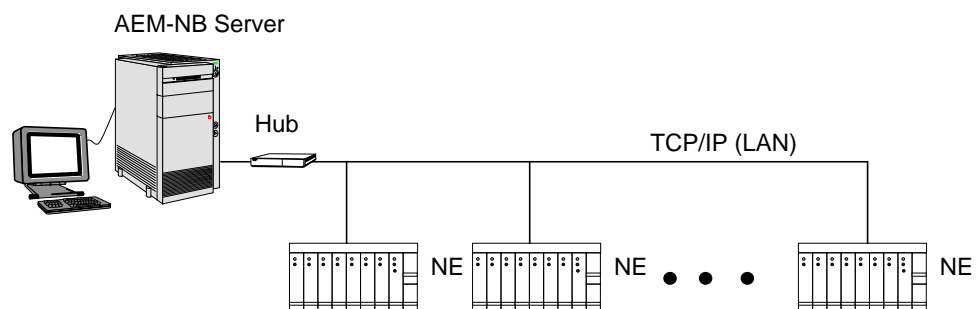 AEM-NB Server
Hub
TCP/IP (LAN)
NE
NE
NE